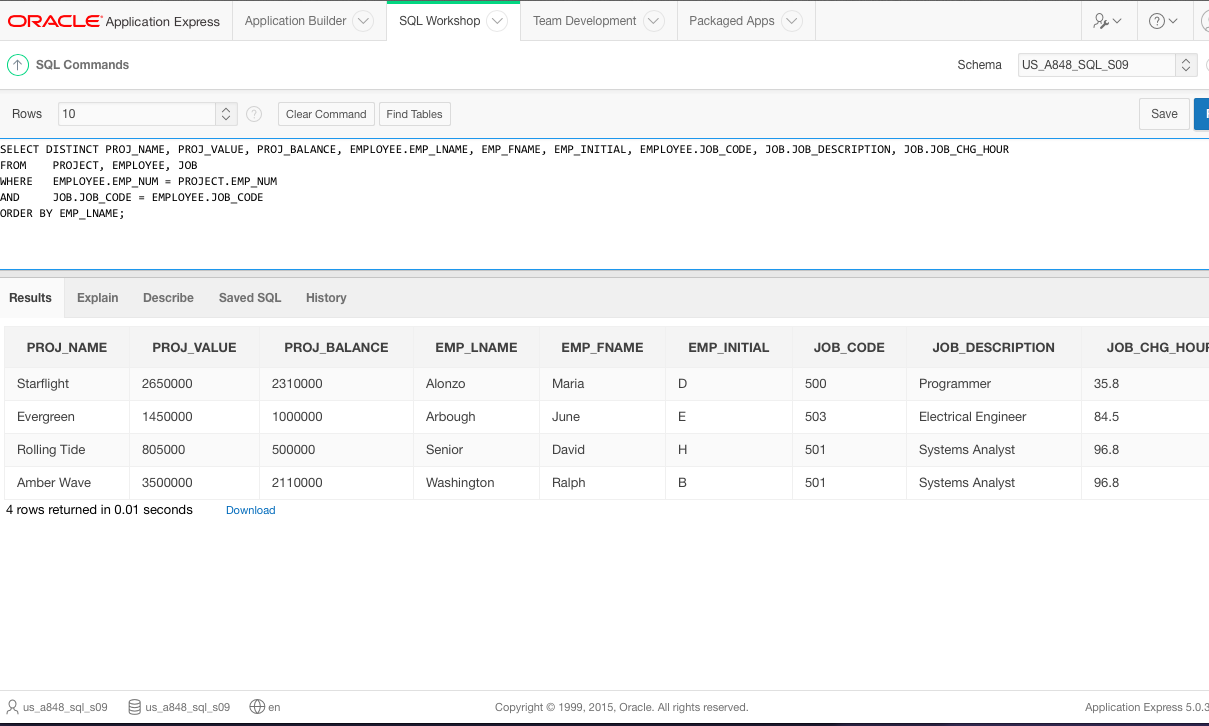 ORACLE Application Express Application Builder SQL Workshop Team Development Packaged Apps ?
SQL Commands Schema US_A848_SQL_S09
Rows 10 ? Clear Command Find Tables Save
SELECT DISTINCT PROJ_NAME, PROJ_VALUE, PROJ_BALANCE, EMPLOYEE.EMP_LNAME, EMP_FNAME, EMP_INITIAL, EMPLOYEE.JOB_CODE, JOB.JOB_DESCRIPTION, JOB.JOB_CHG_HOUR
FROM PROJECT, EMPLOYEE, JOB
WHERE EMPLOYEE.EMP_NUM = PROJECT.EMP_NUM
AND JOB.JOB_CODE = EMPLOYEE.JOB_CODE
ORDER BY EMP_LNAME;
Results Explain Describe Saved SQL History
PROJ_NAME PROJ_VALUE PROJ_BALANCE EMP_LNAME EMP_FNAME EMP_INITIAL JOB_CODE JOB_DESCRIPTION JOB_CHG_HOUR
Starflight 2650000 2310000 Alonzo Maria D 500 Programmer 35.8
Evergreen 1450000 1000000 Arbough June E 503 Electrical Engineer 84.5
Rolling Tide 805000 500000 Senior David H 501 Systems Analyst 96.8
Amber Wave 3500000 2110000 Washington Ralph B 501 Systems Analyst 96.8
4 rows returned in 0.01 seconds Download
us_a848_sql_s09 us_a848_sql_s09 en Copyright © 1999, 2015, Oracle. All rights reserved. Application Express 5.0.3